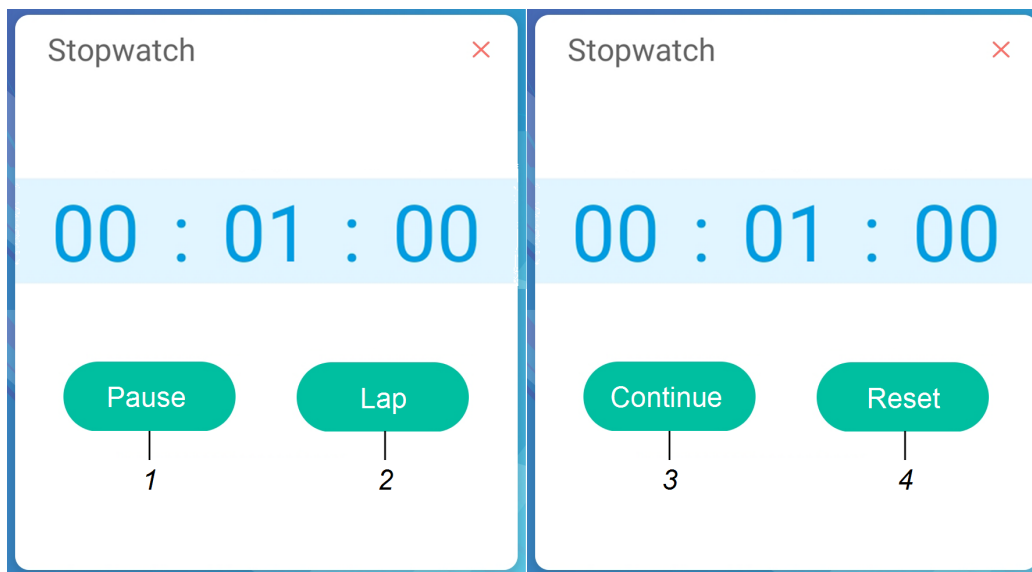 Stopwatch
00 : 01 : 00
Pause
Lap
1
2
Stopwatch
00 : 01 : 00
Continue
Reset
3
4